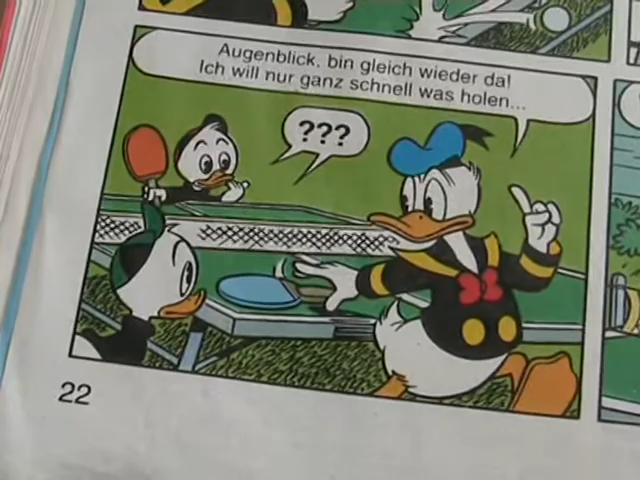 Augenblick, bin gleich wieder da!
Ich will nur ganz schnell was holen...
???
22